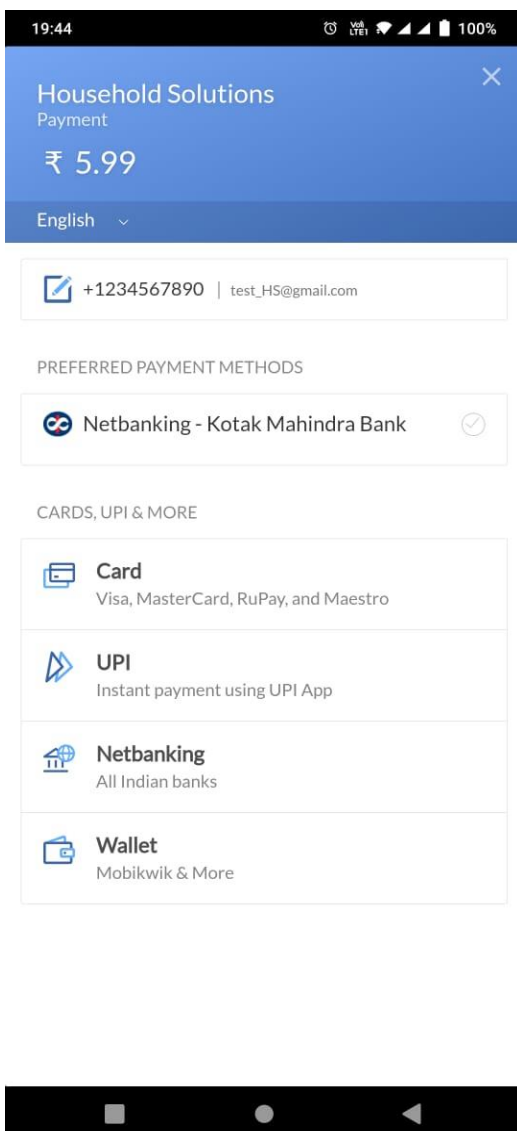 19:44
VoB LTE1 100%
Household Solutions
Payment
₹ 5.99
English
+1234567890 | test_HS@gmail.com
PREFERRED PAYMENT METHODS
Netbanking - Kotak Mahindra Bank
CARDS, UPI & MORE
Card
Visa, MasterCard, RuPay, and Maestro
UPI
Instant payment using UPI App
Netbanking
All Indian banks
Wallet
Mobikwik & More